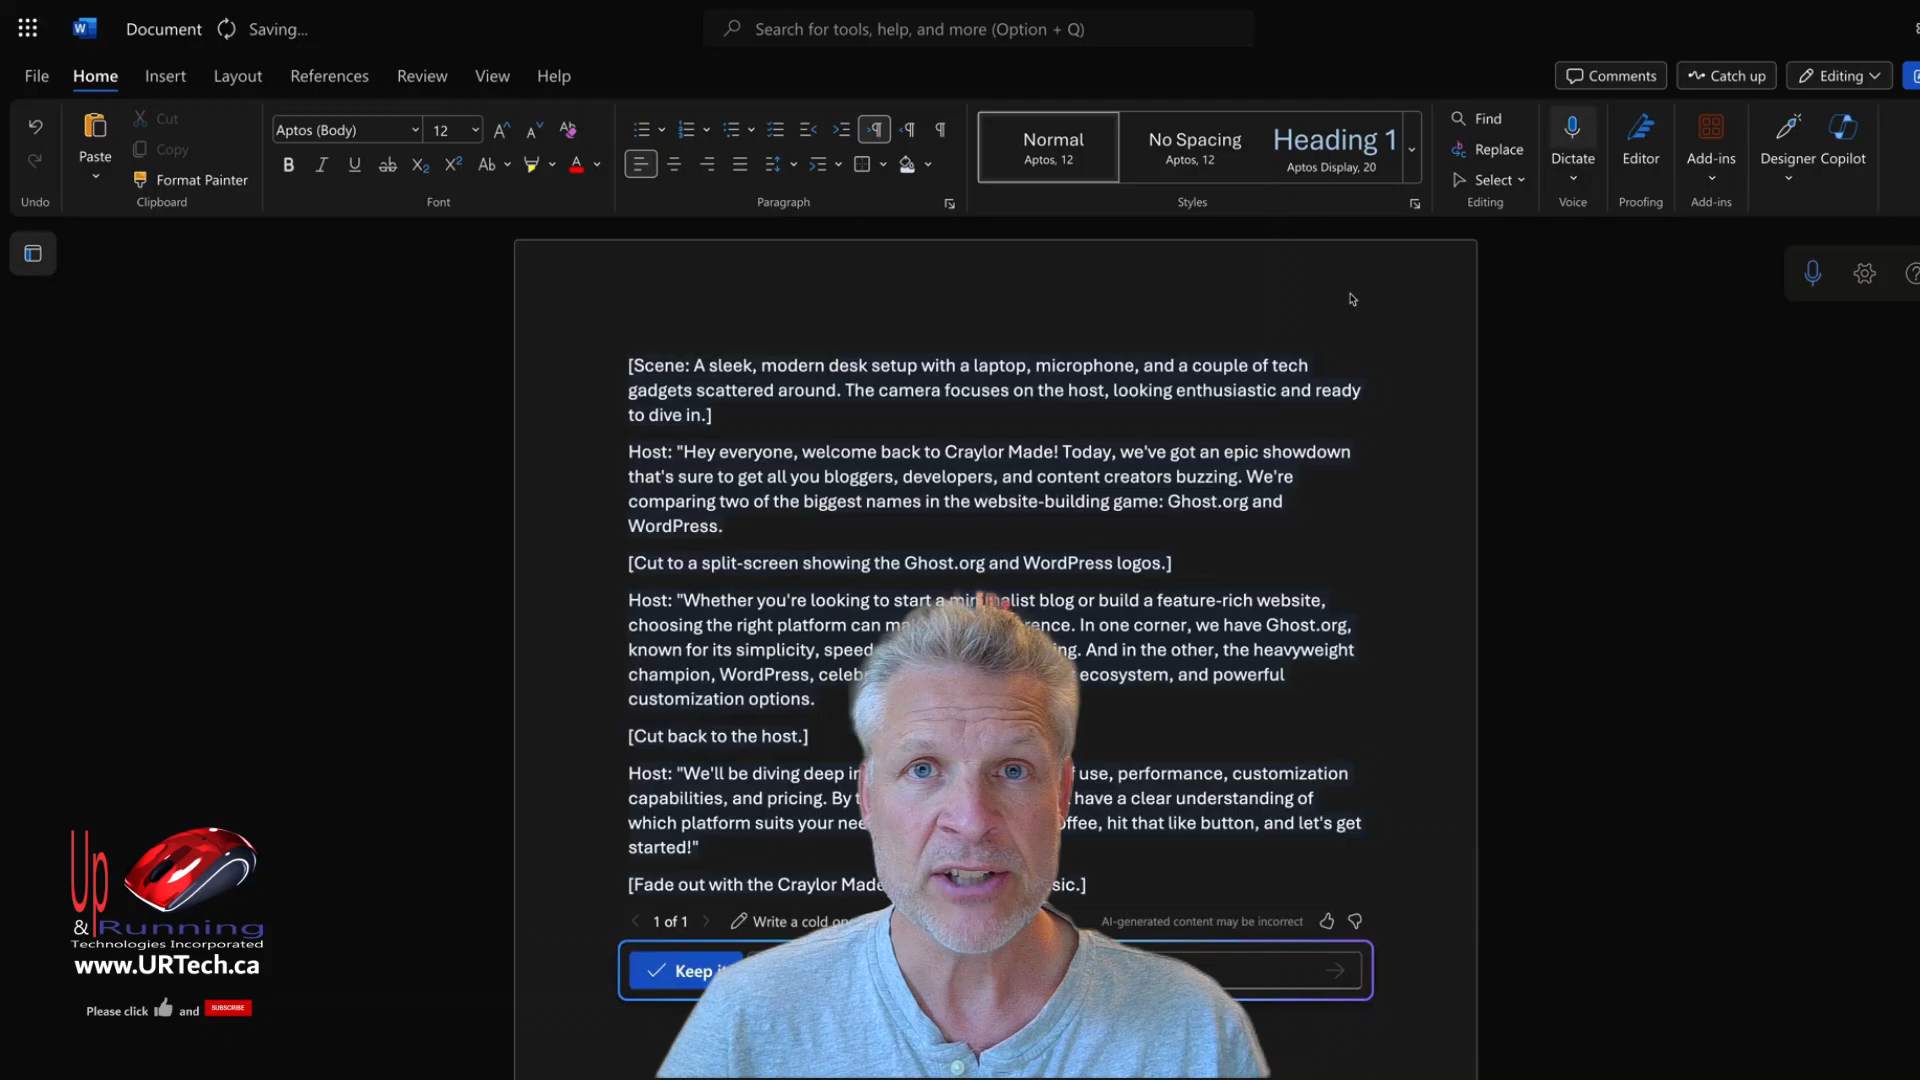 Document Saving...
Search for tools, help, and more (Option + Q)
File Home Insert Layout References Review View Help
Comments Catch up Editing
Paste
Cut
Copy
Format Painter
Aptos (Body) 12
Normal
Aptos, 12
No Spacing
Aptos, 12
Heading 1
Aptos Display, 20
Find
Replace
Select
Dictate Editor Add-ins Designer Copilot
Undo Clipboard Font Paragraph Styles Editing Voice Proofing Add-ins
[Scene: A sleek, modern desk setup with a laptop, microphone, and a couple of tech
gadgets scattered around. The camera focuses on the host, looking enthusiastic and ready
to dive in.]
Host: "Hey everyone, welcome back to Craylor Made! Today, we've got an epic showdown
that's sure to get all you bloggers, developers, and content creators buzzing. We're
comparing two of the biggest names in the website-building game: Ghost.org and
WordPress.
[Cut to a split-screen showing the Ghost.org and WordPress logos.]
Host: "Whether you're looking to start a minimalist blog or build a feature-rich website,
choosing the right platform can In one corner, we have Ghost.org,
known for its simplicity, speed And in the other, the heavyweight
champion, WordPress, ecosystem, and powerful
customization options.
[Cut back to the host.]
Host: "We'll be diving deep use, performance, customization
capabilities, and pricing. By have a clear understanding of
which platform suits your hit that like button, and let's get
started!"
[Fade out with the Craylor Made
1 of 1 Write a cold AI-generated content may be incorrect
Keep
Up
& Running
Technologies Incorporated
www.URTech.ca
Please click and SUBSCRIBE